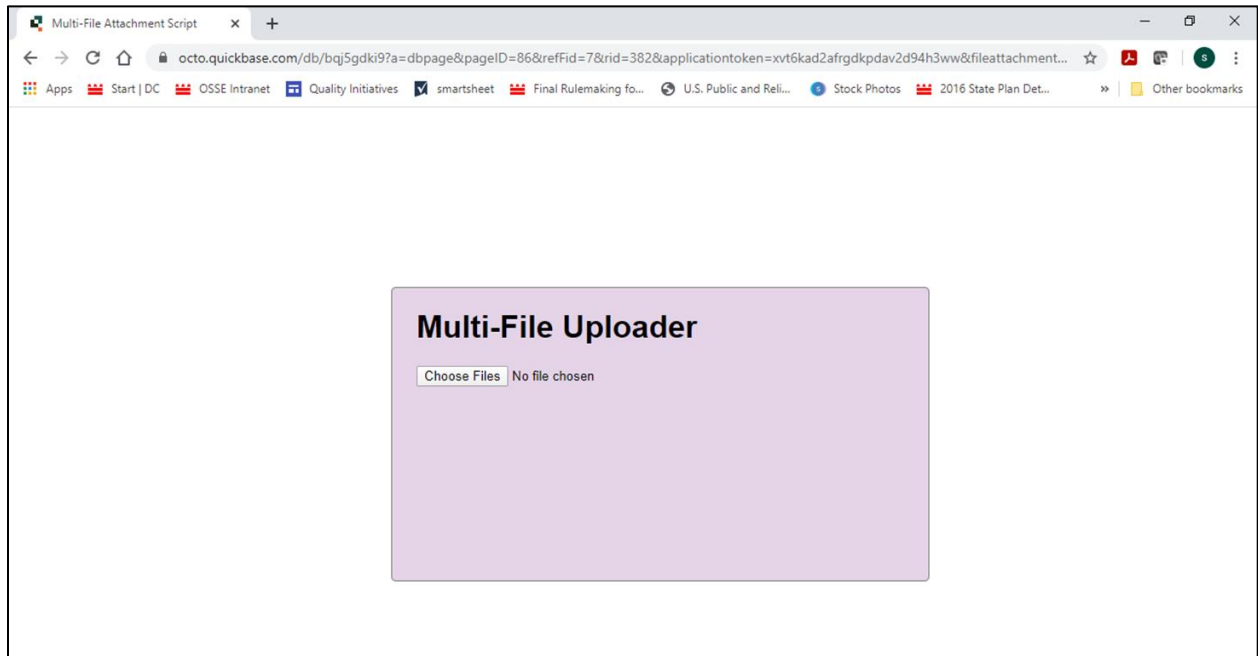 Multi-File Attachment Script
octo.quickbase.com/db/bqj5gdki9?a=dbpage&pageID=86&refFid=7&rid=382&applicationtoken=xvt6kad2afrgdkpdav2d94h3ww&fileattachment...
S
Apps Start | DC OSSE Intranet Quality Initiatives smartsheet Final Rulemaking fo... U.S. Public and Reli... Stock Photos 2016 State Plan Det... » Other bookmarks
Multi-File Uploader
Choose Files No file chosen